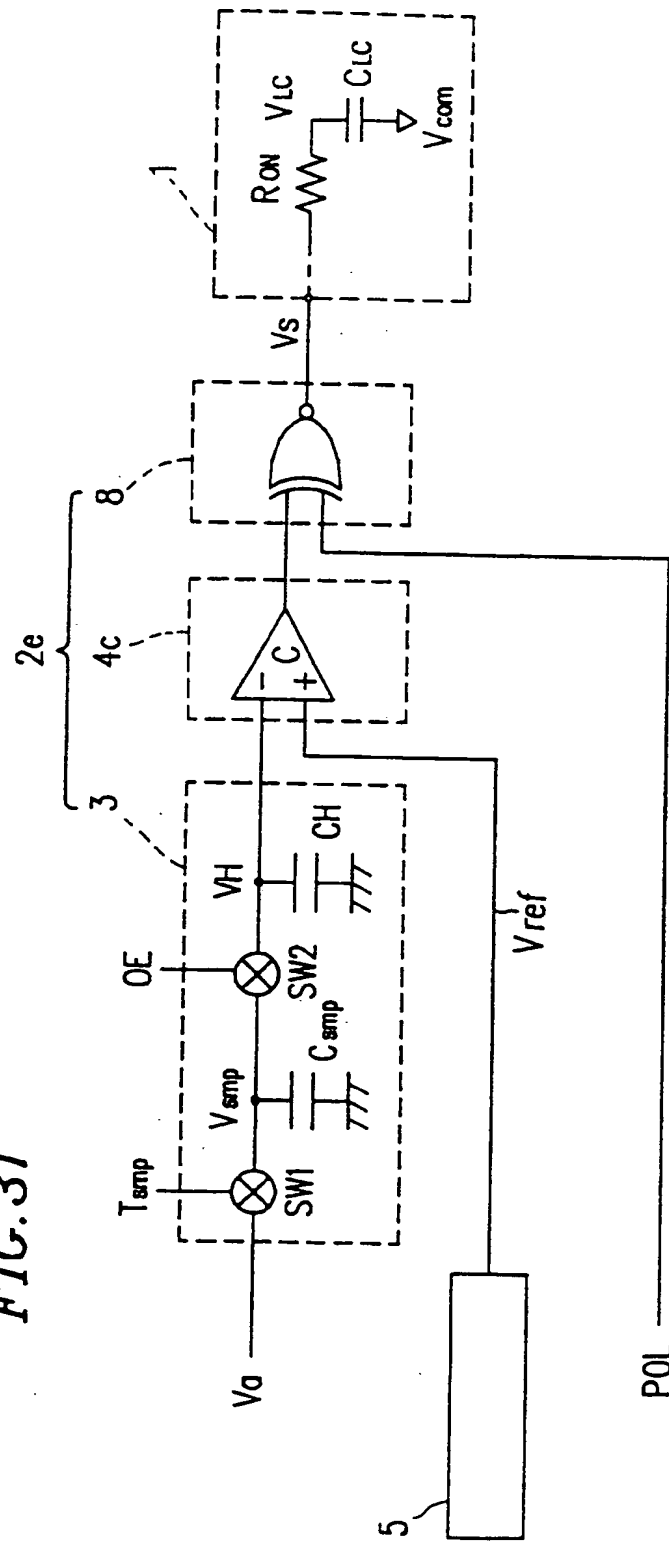 FIG. 37
2e
3
4c
8
1
Tsmp
OE
Va
SW1
Vsmp
Csmp
SW2
VH
CH
C
−
+
Vs
RON
VLC
CLC
Vcom
5
Vref
POL